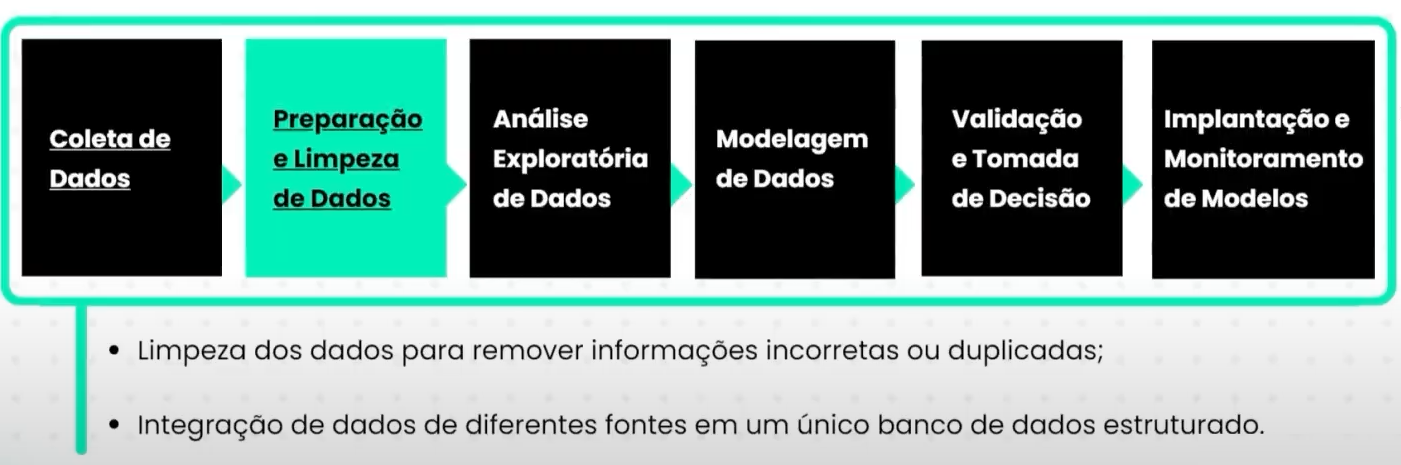 Coleta de
Dados
Preparação
e Limpeza
de Dados
Análise
Exploratória
de Dados
Modelagem
de Dados
Validação
e Tomada
de Decisão
Implantação e
Monitoramento
de Modelos
• Limpeza dos dados para remover informações incorretas ou duplicadas;
• Integração de dados de diferentes fontes em um único banco de dados estruturado.